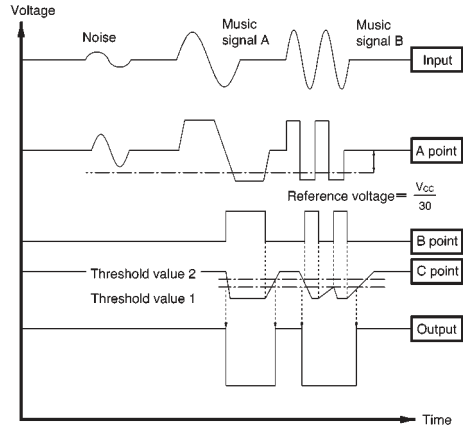 Voltage
Noise
Music
signal A
Music
signal B
Input
A point
Reference voltage= Vcc
30
B point
C point
Threshold value 2
Threshold value 1
Output
Time